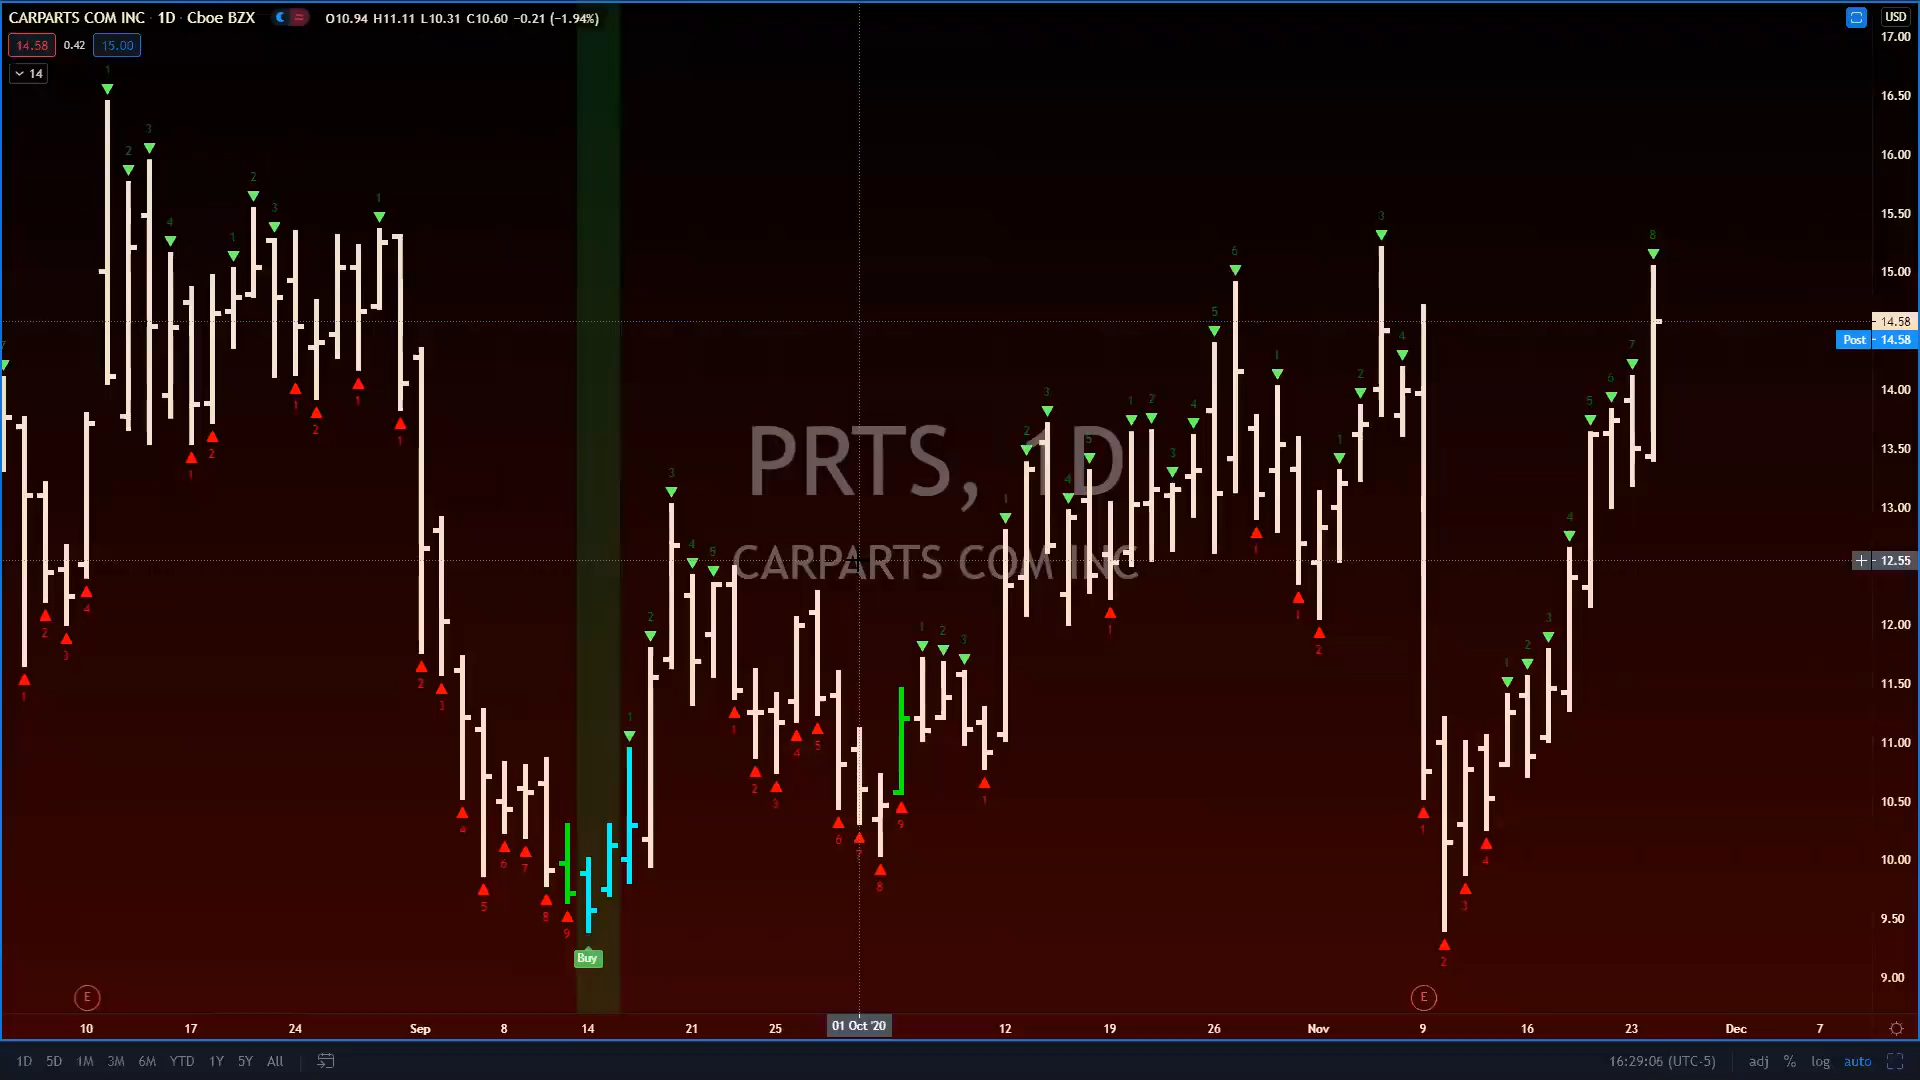 CARPARTS COM INC · 1D · Cboe BZX O10.94 H11.11 L10.31 C10.60 −0.21 (−1.94%)
USD
14.58 0.42 15.00
14
17.00
16.50
16.00
15.50
15.00
14.58
Post 14.58
14.00
13.50
13.00
12.55
12.00
11.50
11.00
10.50
10.00
9.50
9.00
PRTS, 1D
CARPARTS COM INC
Buy
E E
10 17 24 Sep 8 14 21 25 01 Oct '20 12 19 26 Nov 9 16 23 Dec 7
1D 5D 1M 3M 6M YTD 1Y 5Y All 16:29:06 (UTC-5) adj % log auto